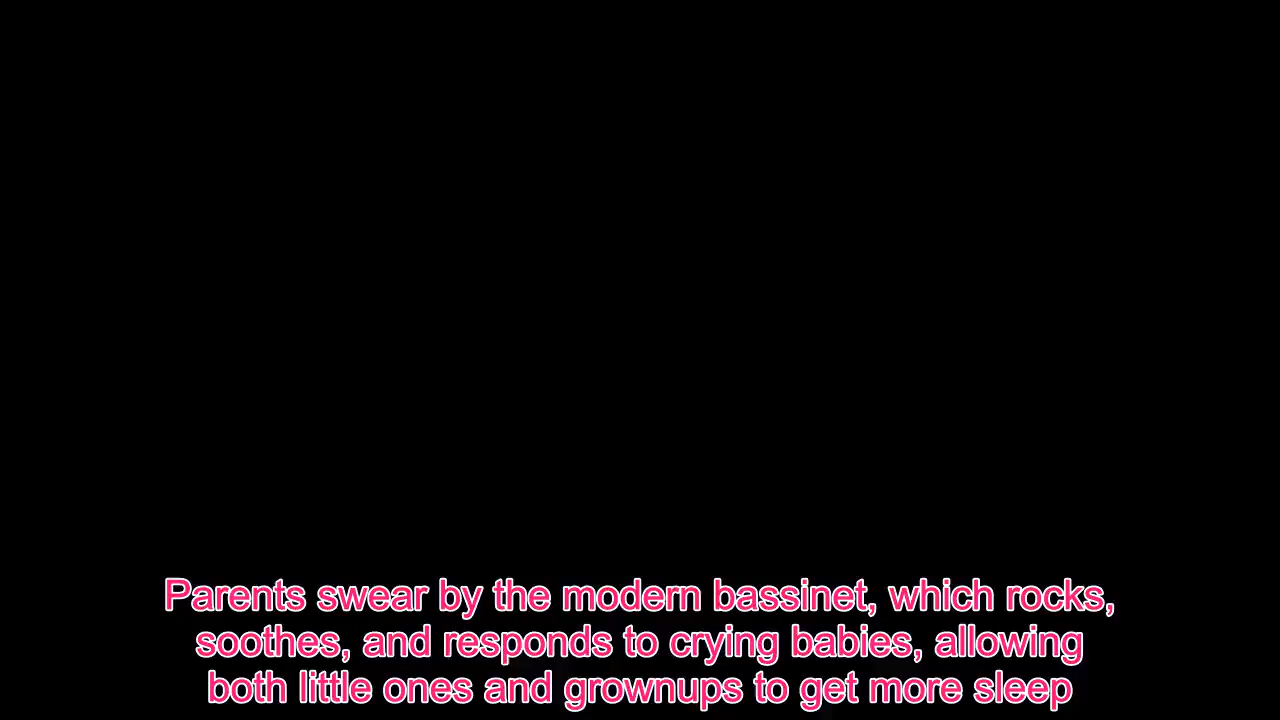 Parents swear by the modern bassinet, which rocks,
soothes, and responds to crying babies, allowing
both little ones and grownups to get more sleep